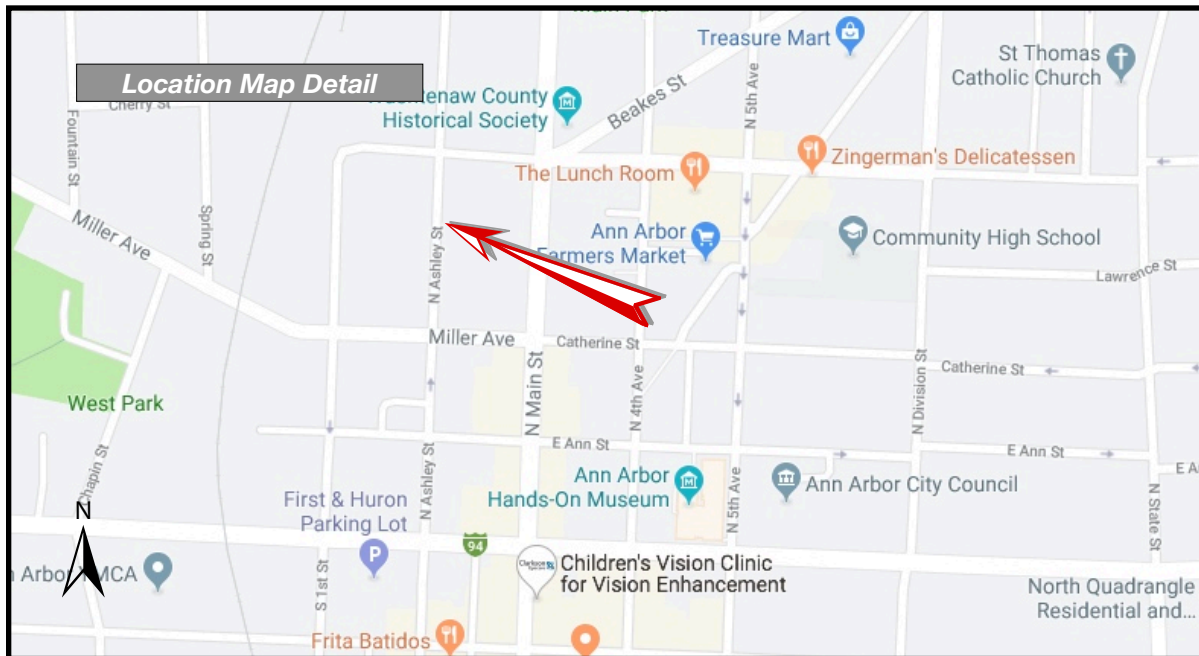 Treasure Mart
St Thomas
Catholic Church
Location Map Detail
Cherry St
Washtenaw County
Historical Society
Beakes St
N 5th Ave
Fountain St
The Lunch Room
Zingerman's Delicatessen
Spring St
Miller Ave
N Ashley St
Ann Arbor
Farmers Market
Community High School
Lawrence St
Miller Ave
Catherine St
Catherine St
West Park
N Main St
N 4th Ave
N Division St
E Ann St
E Ann St
E A
Chapin St
N
N Ashley St
First & Huron
Parking Lot
P
Ann Arbor
Hands-On Museum
N 5th Ave
Ann Arbor City Council
N State St
94
Arbor YMCA
S 1st St
Children's Vision Clinic
for Vision Enhancement
North Quadrangle
Residential and...
Frita Batidos